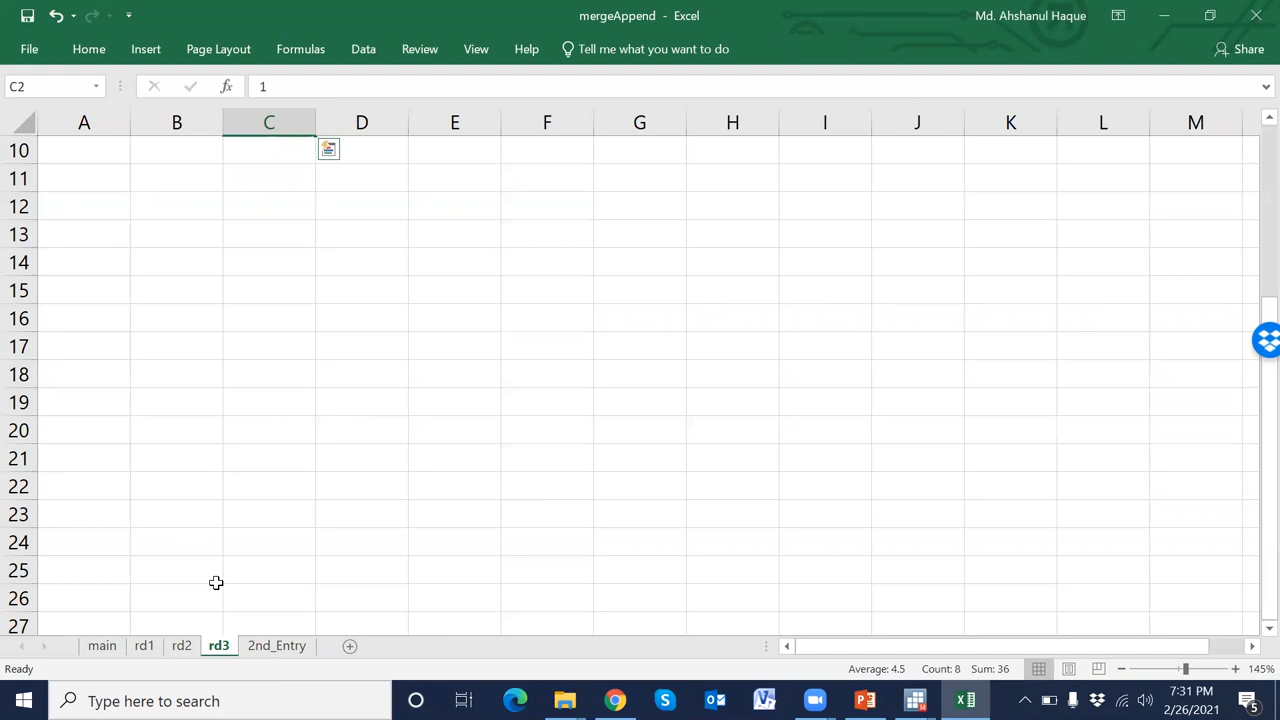 mergeAppend - Excel
Md. Ahshanul Haque
File Home Insert Page Layout Formulas Data Review View Help Tell me what you want to do Share
C2 fx 1
A B C D E F G H I J K L M
10
11
12
13
14
15
16
17
18
19
20
21
22
23
24
25
26
27
main rd1 rd2 rd3 2nd_Entry
Ready Average: 4.5 Count: 8 Sum: 36 145%
Type here to search
7:31 PM
2/26/2021
5